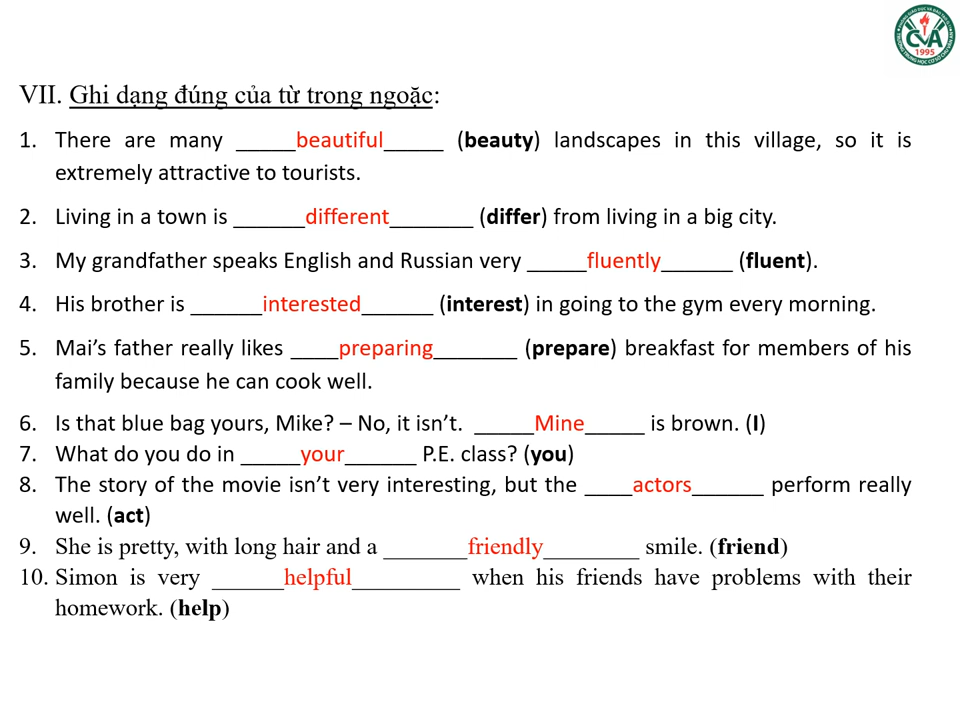 CVA
1995
VII. Ghi dạng đúng của từ trong ngoặc:
1. There are many _____beautiful_____ (beauty) landscapes in this village, so it is
extremely attractive to tourists.
2. Living in a town is ______different_______ (differ) from living in a big city.
3. My grandfather speaks English and Russian very _____fluently______ (fluent).
4. His brother is ______interested______ (interest) in going to the gym every morning.
5. Mai’s father really likes ____preparing_______ (prepare) breakfast for members of his
family because he can cook well.
6. Is that blue bag yours, Mike? – No, it isn’t. _____Mine_____ is brown. (I)
7. What do you do in _____your______ P.E. class? (you)
8. The story of the movie isn’t very interesting, but the ____actors______ perform really
well. (act)
9. She is pretty, with long hair and a _______friendly________ smile. (friend)
10. Simon is very ______helpful_________ when his friends have problems with their
homework. (help)